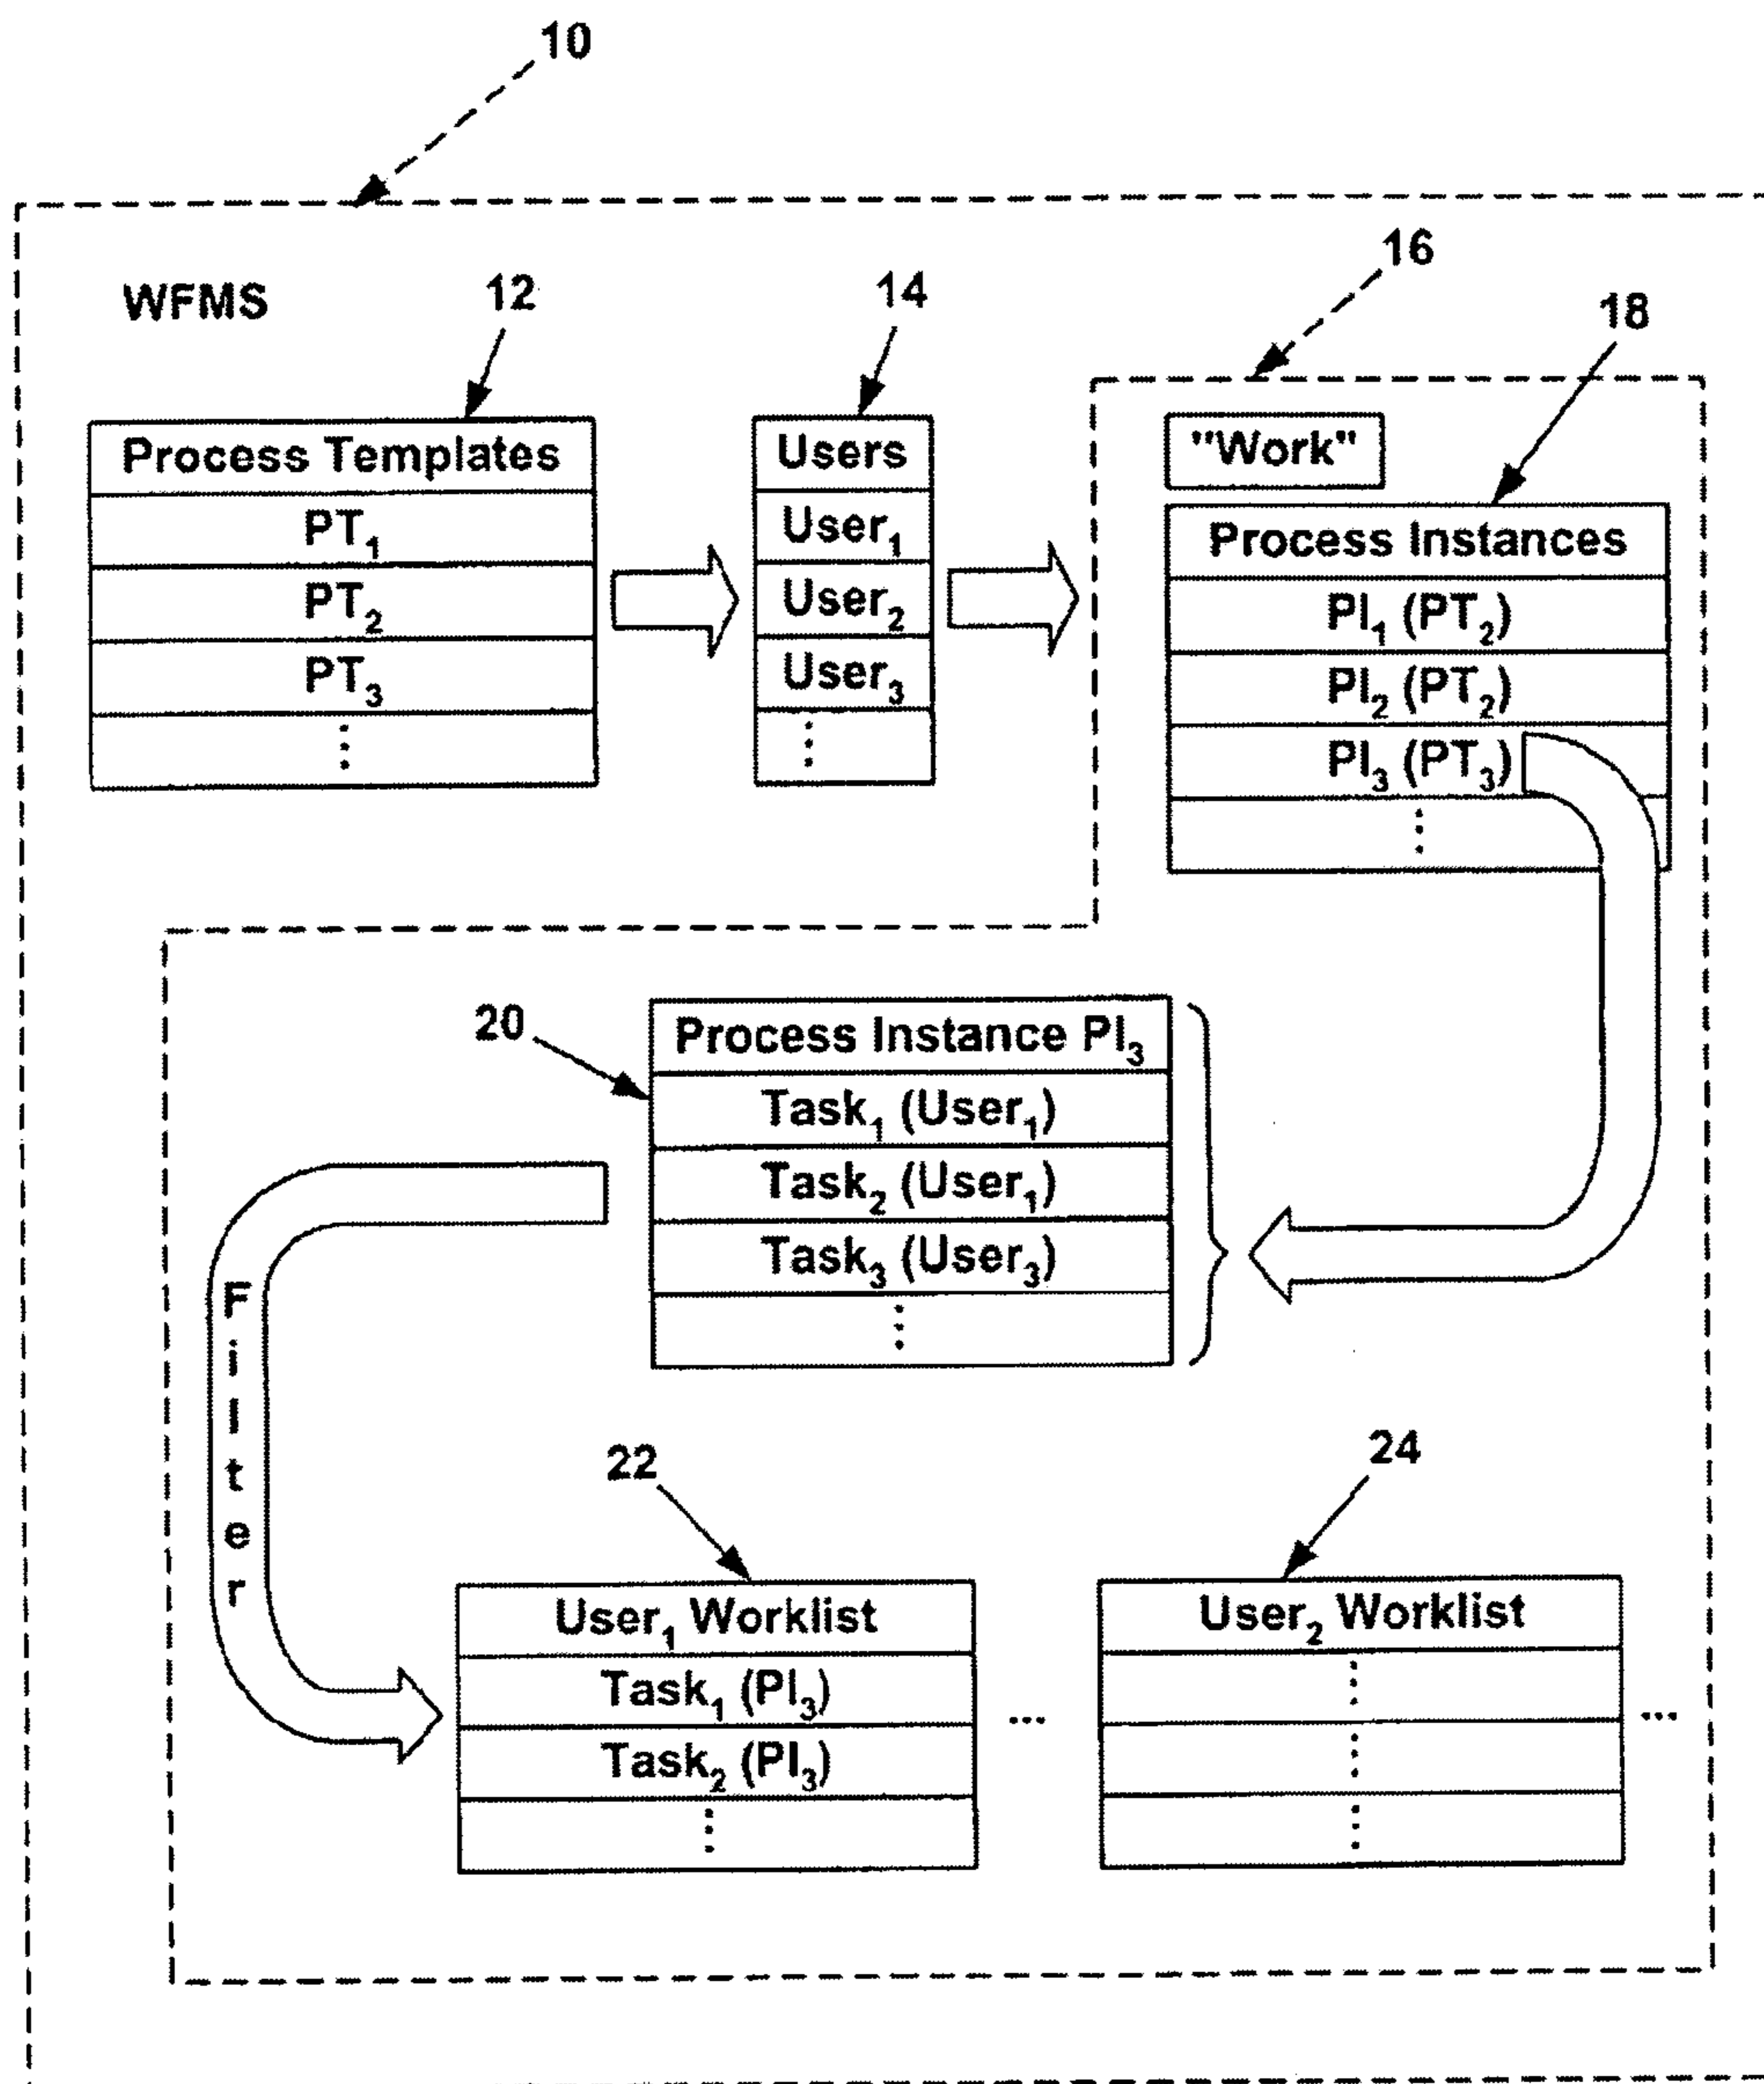 10
16
WFMS
12
14
18
Process Templates
PT₁
PT₂
PT₃
⋮
Users
User₁
User₂
User₃
⋮
"Work"
Process Instances
PI₁ (PT₂)
PI₂ (PT₂)
PI₃ (PT₃)
⋮
20
Process Instance PI₃
Task₁ (User₁)
Task₂ (User₁)
Task₃ (User₃)
⋮
Filter
22
24
User₁ Worklist
Task₁ (PI₃)
Task₂ (PI₃)
⋮
...
User₂ Worklist
⋮
⋮
⋮
...